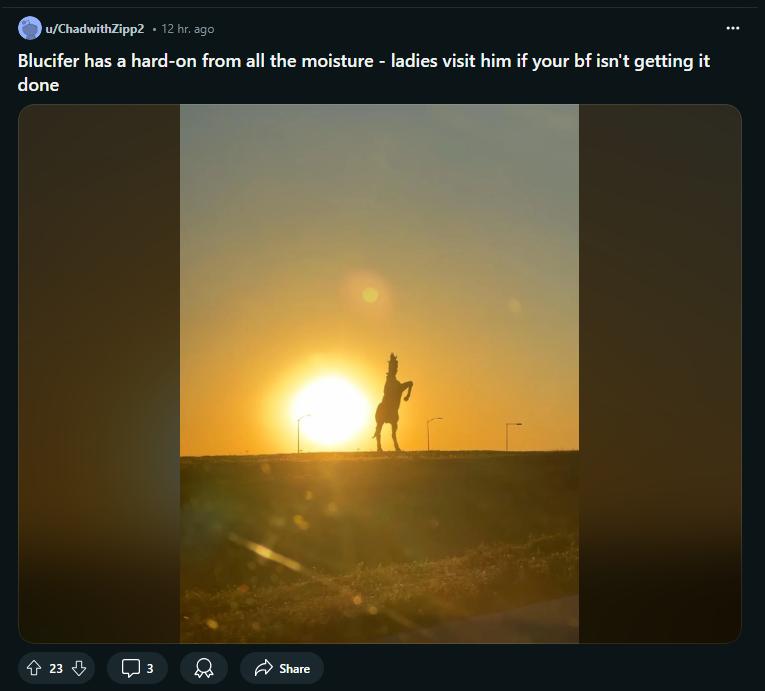 u/ChadwithZipp2 • 12 hr. ago
Blucifer has a hard-on from all the moisture - ladies visit him if your bf isn't getting it
done
23 3 Share